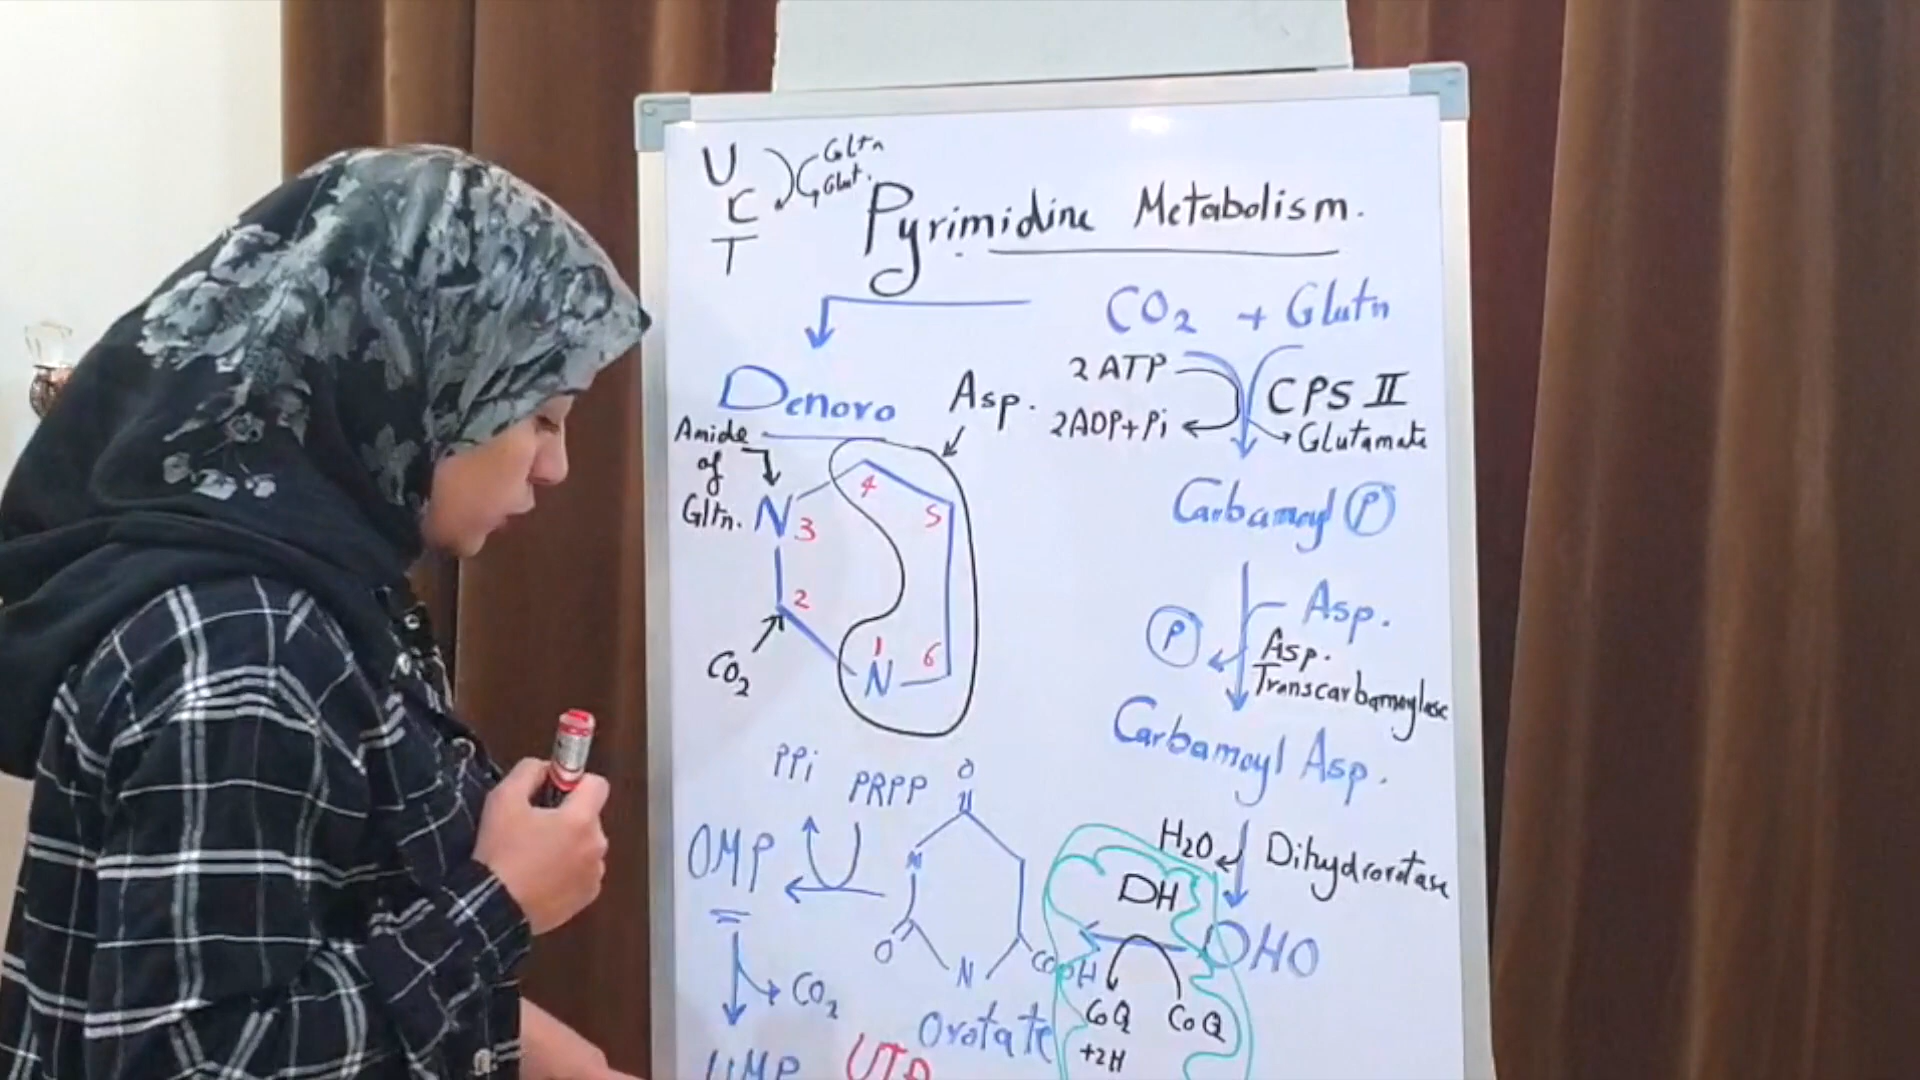 U
C
T
Gltn
Glut.
Pyrimidine Metabolism.
Denovo
Amide
of
Gltn.
Asp.
N
3
4
5
2
1
6
N
CO2
CO2 + Glutn
2 ATP
2ADP+Pi
CPS II
Glutamate
Carbamoyl P
Asp.
P
Asp.
Transcarbamoylase
Carbamoyl Asp.
H2O
Dihydrorotase
DHO
DH
CoQ
CoQ
+2H
O
N
O
N
COOH
Orotate
PPi
PRPP
OMP
CO2
UMP
UTP